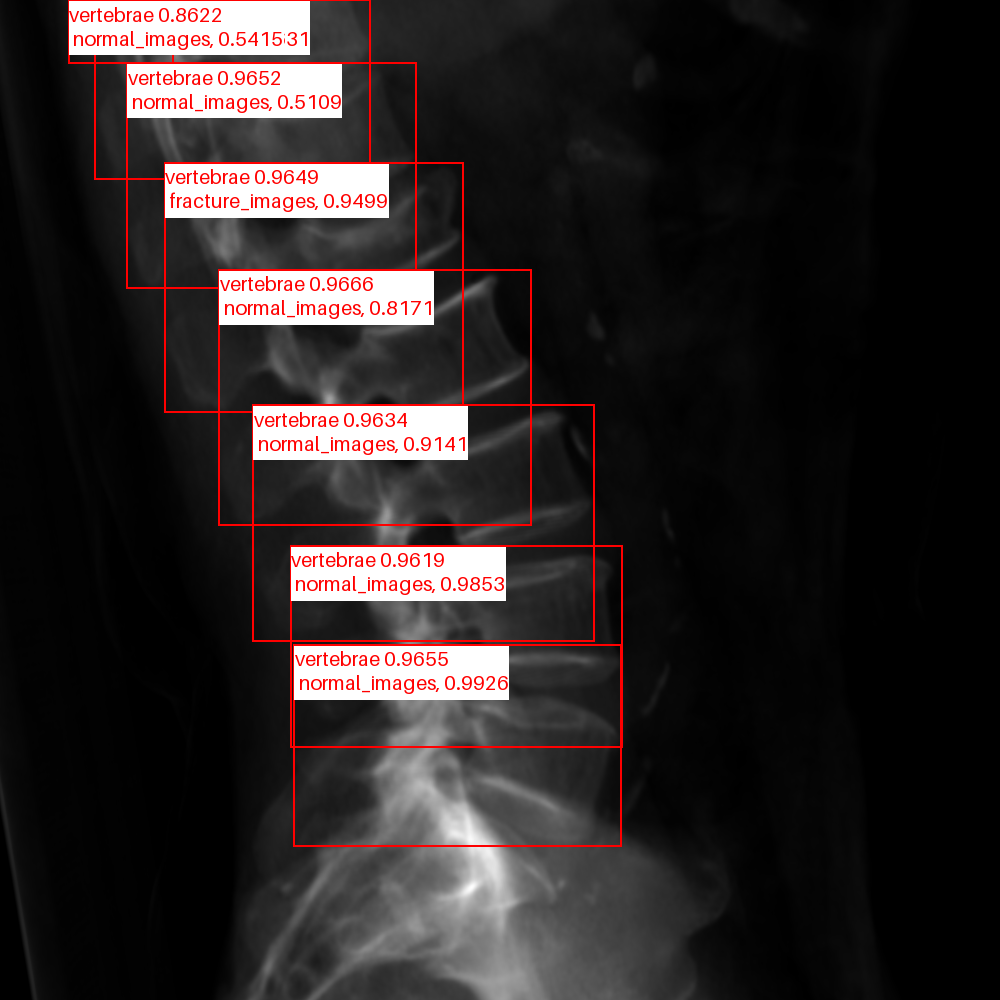 vertebrae 0.8622
normal_images, 0.541531
vertebrae 0.9652
normal_images, 0.5109
vertebrae 0.9649
fracture_images, 0.9499
vertebrae 0.9666
normal_images, 0.8171
vertebrae 0.9634
normal_images, 0.9141
vertebrae 0.9619
normal_images, 0.9853
vertebrae 0.9655
normal_images, 0.9926